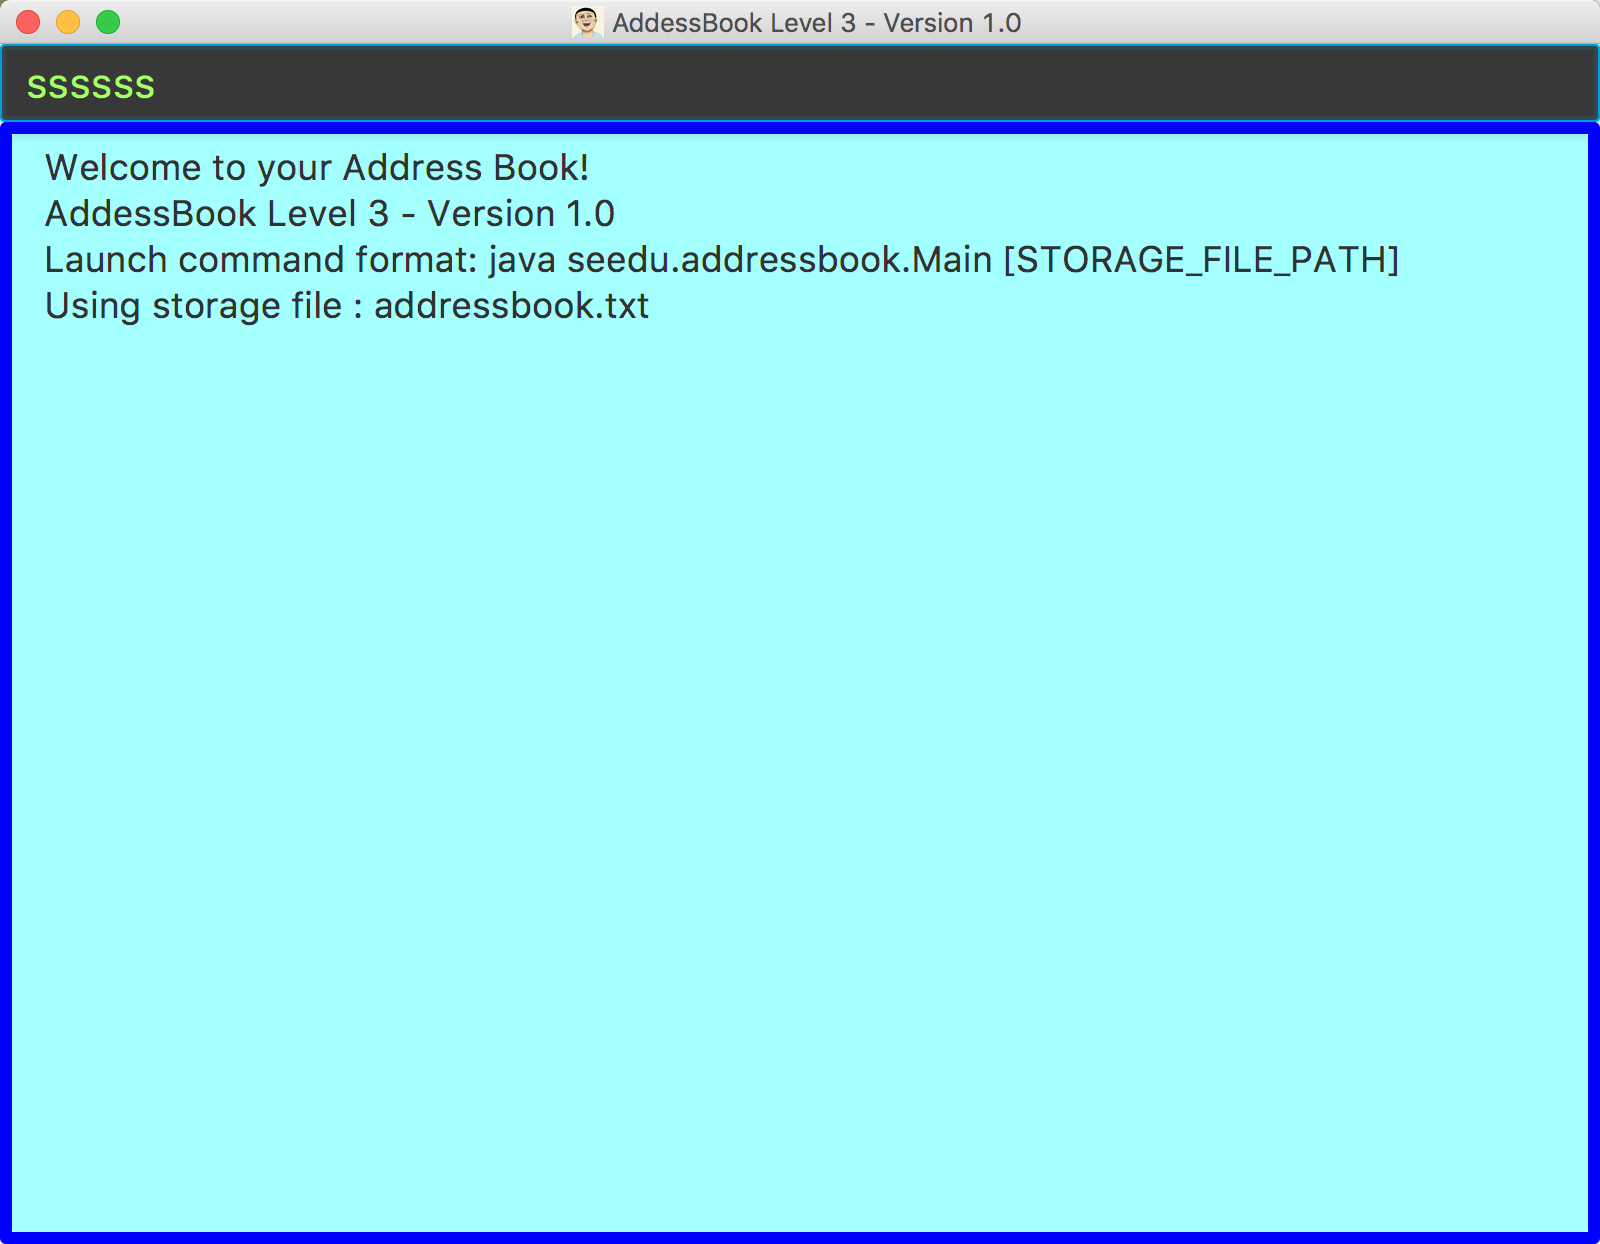 AddessBook Level 3 - Version 1.0
ssssss
Welcome to your Address Book!
AddessBook Level 3 - Version 1.0
Launch command format: java seedu.addressbook.Main [STORAGE_FILE_PATH]
Using storage file : addressbook.txt